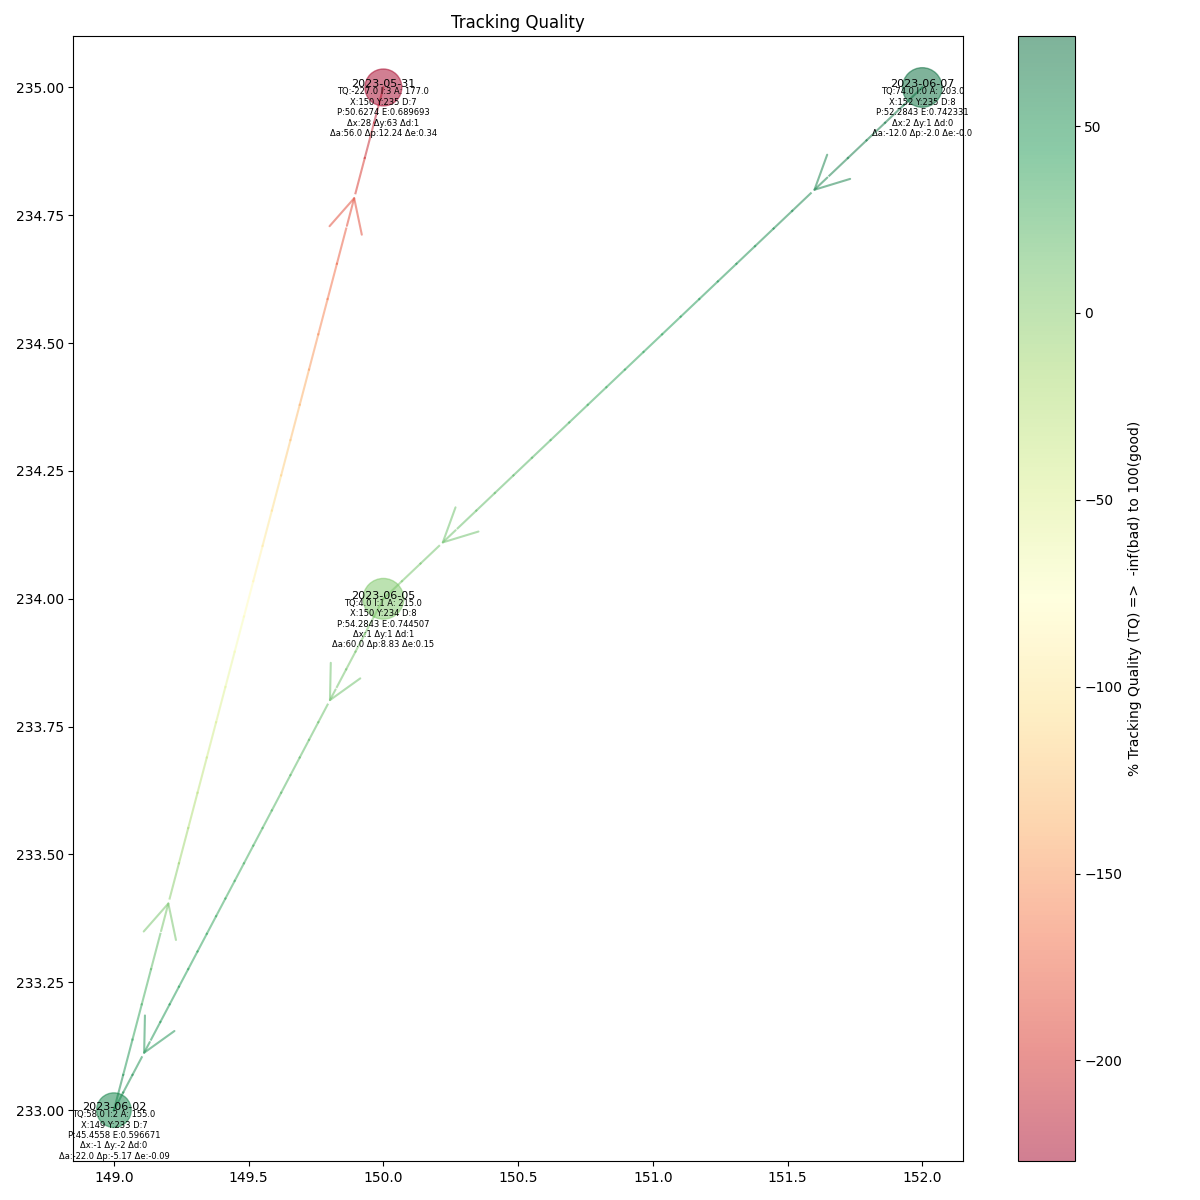 Tracking Quality
235.00
234.75
234.50
234.25
234.00
233.75
233.50
233.25
233.00
149.0
149.5
150.0
150.5
151.0
151.5
152.0
2023-05-31
TQ:-227.0 I:3 A: 177.0
X:150 Y:235 D:7
P:50.6274 E:0.689693
Δx:28 Δy:63 Δd:1
Δa:56.0 Δp:12.24 Δe:0.34
2023-06-07
TQ:74.0 I:0 A: 203.0
X:152 Y:235 D:8
P:52.2843 E:0.742331
Δx:2 Δy:1 Δd:0
Δa:-12.0 Δp:-2.0 Δe:-0.0
2023-06-05
TQ:4.0 I:1 A: 215.0
X:150 Y:234 D:8
P:54.2843 E:0.744507
Δx:1 Δy:1 Δd:1
Δa:60.0 Δp:8.83 Δe:0.15
2023-06-02
TQ:58.0 I:2 A: 155.0
X:149 Y:233 D:7
P:45.4558 E:0.596671
Δx:-1 Δy:-2 Δd:0
Δa:-22.0 Δp:-5.17 Δe:-0.09
50
0
−50
−100
−150
−200
% Tracking Quality (TQ) => -inf(bad) to 100(good)